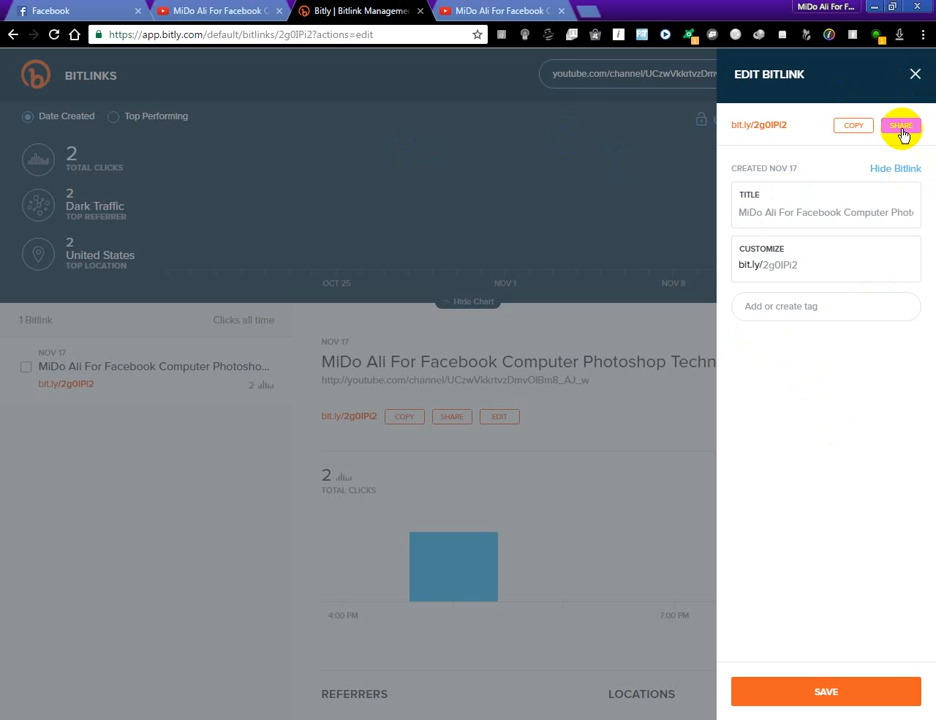 Facebook
MiDo Ali For Facebook C
Bitly | Bitlink Manageme
MiDo Ali For Facebook C
MiDo Ali For F...
https://app.bitly.com/default/bitlinks/2g0IPi2?actions=edit
BITLINKS
youtube.com/channel/UCzwVkkrtvzDm
EDIT BITLINK
Date Created
Top Performing
bit.ly/2g0IPi2
COPY
SHARE
2
TOTAL CLICKS
CREATED NOV 17
Hide Bitlink
2
Dark Traffic
TOP REFERRER
TITLE
MiDo Ali For Facebook Computer Phot
2
United States
TOP LOCATION
CUSTOMIZE
bit.ly/2g0IPi2
OCT 25
NOV 1
NOV 8
Hide Chart
Add or create tag
1 Bitlink
Clicks all time
NOV 17
MiDo Ali For Facebook Computer Photosho...
bit.ly/2g0IPi2
2
NOV 17
MiDo Ali For Facebook Computer Photoshop Techn
http://youtube.com/channel/UCzwVkkrtvzDmvOlBm8_AJ_w
bit.ly/2g0IPi2
COPY
SHARE
EDIT
2
TOTAL CLICKS
4:00 PM
7:00 PM
REFERRERS
LOCATIONS
SAVE